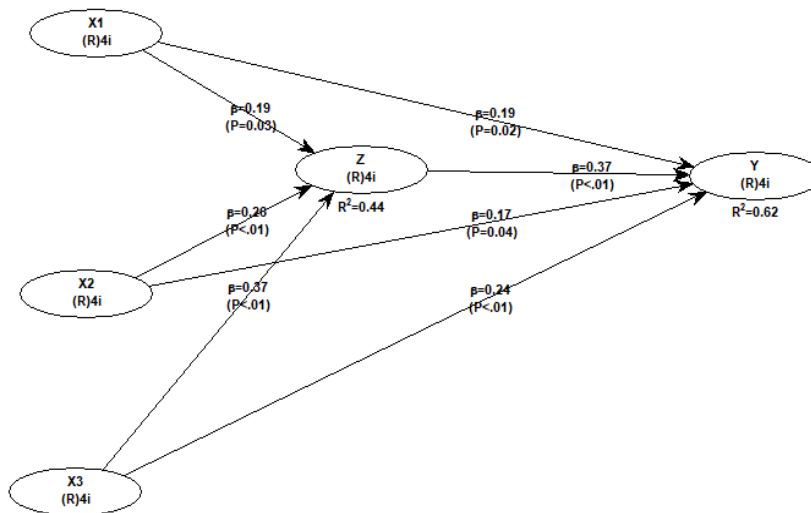 X1
(R)4i
β=0.19
(P=0.03)
β=0.19
(P=0.02)
Z
(R)4i
R²=0.44
β=0.37
(P<.01)
Y
(R)4i
R²=0.62
β=0.26
(P<.01)
β=0.17
(P=0.04)
X2
(R)4i
β=0.37
(P<.01)
β=0.24
(P<.01)
X3
(R)4i